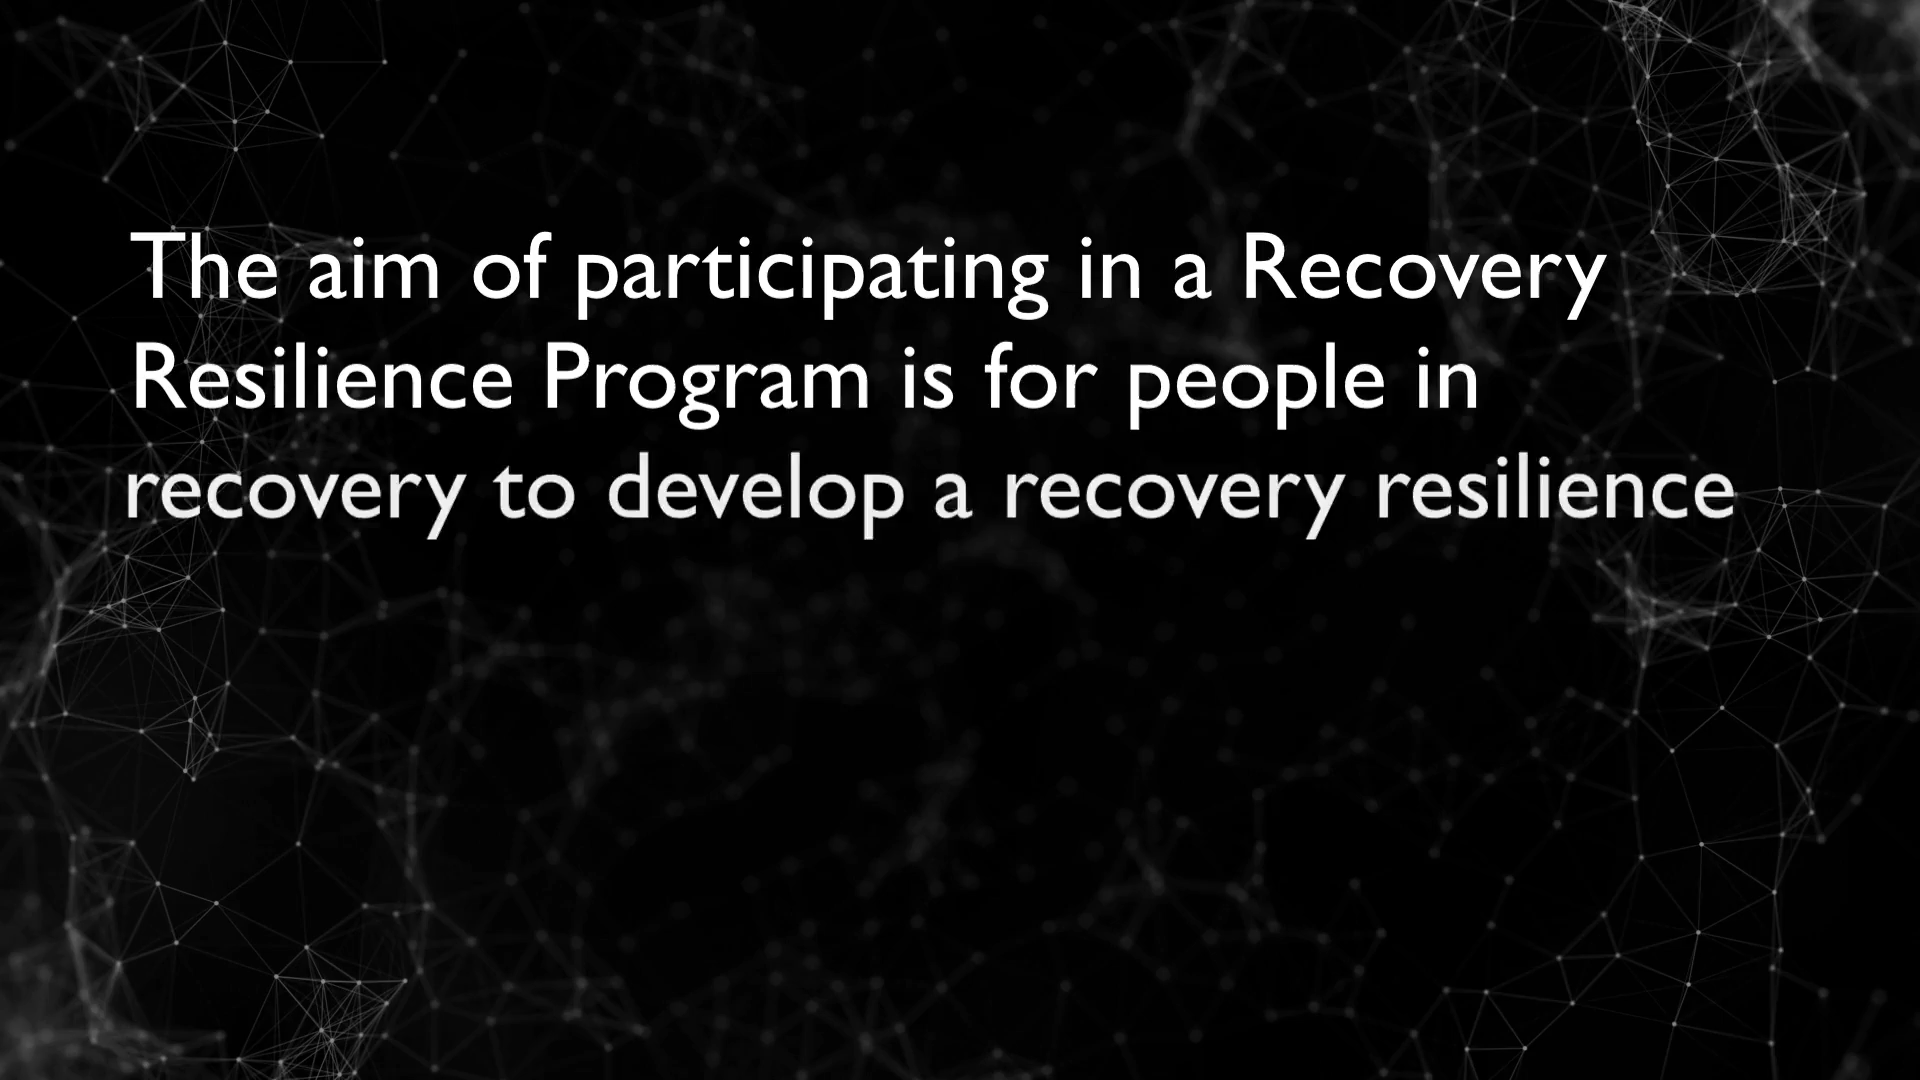 The aim of participating in a Recovery
Resilience Program is for people in
recovery to develop a recovery resilience